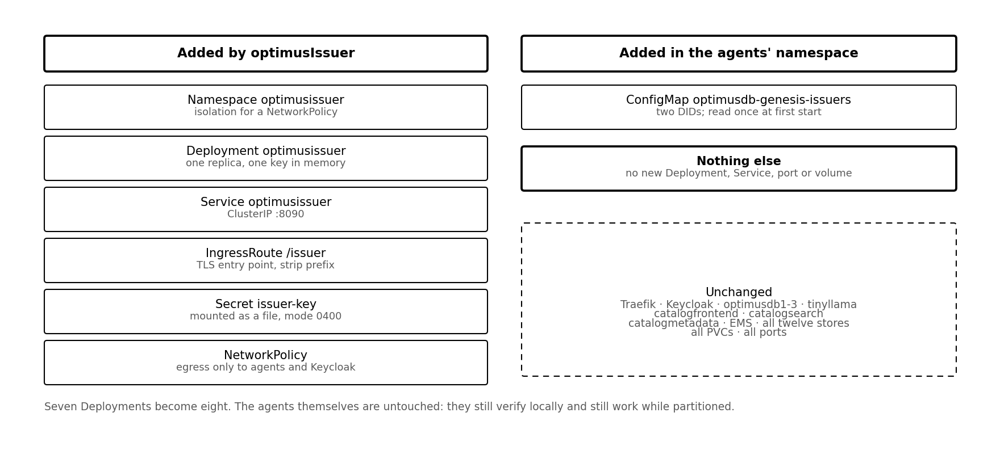 Added by optimusIssuer
Namespace optimusissuer
isolation for a NetworkPolicy
Deployment optimusissuer
one replica, one key in memory
Service optimusissuer
ClusterIP :8090
IngressRoute /issuer
TLS entry point, strip prefix
Secret issuer-key
mounted as a file, mode 0400
NetworkPolicy
egress only to agents and Keycloak
Added in the agents' namespace
ConfigMap optimusdb-genesis-issuers
two DIDs; read once at first start
Nothing else
no new Deployment, Service, port or volume
Unchanged
Traefik · Keycloak · optimusdb1-3 · tinyllama
catalogfrontend · catalogsearch
catalogmetadata · EMS · all twelve stores
all PVCs · all ports
Seven Deployments become eight. The agents themselves are untouched: they still verify locally and still work while partitioned.